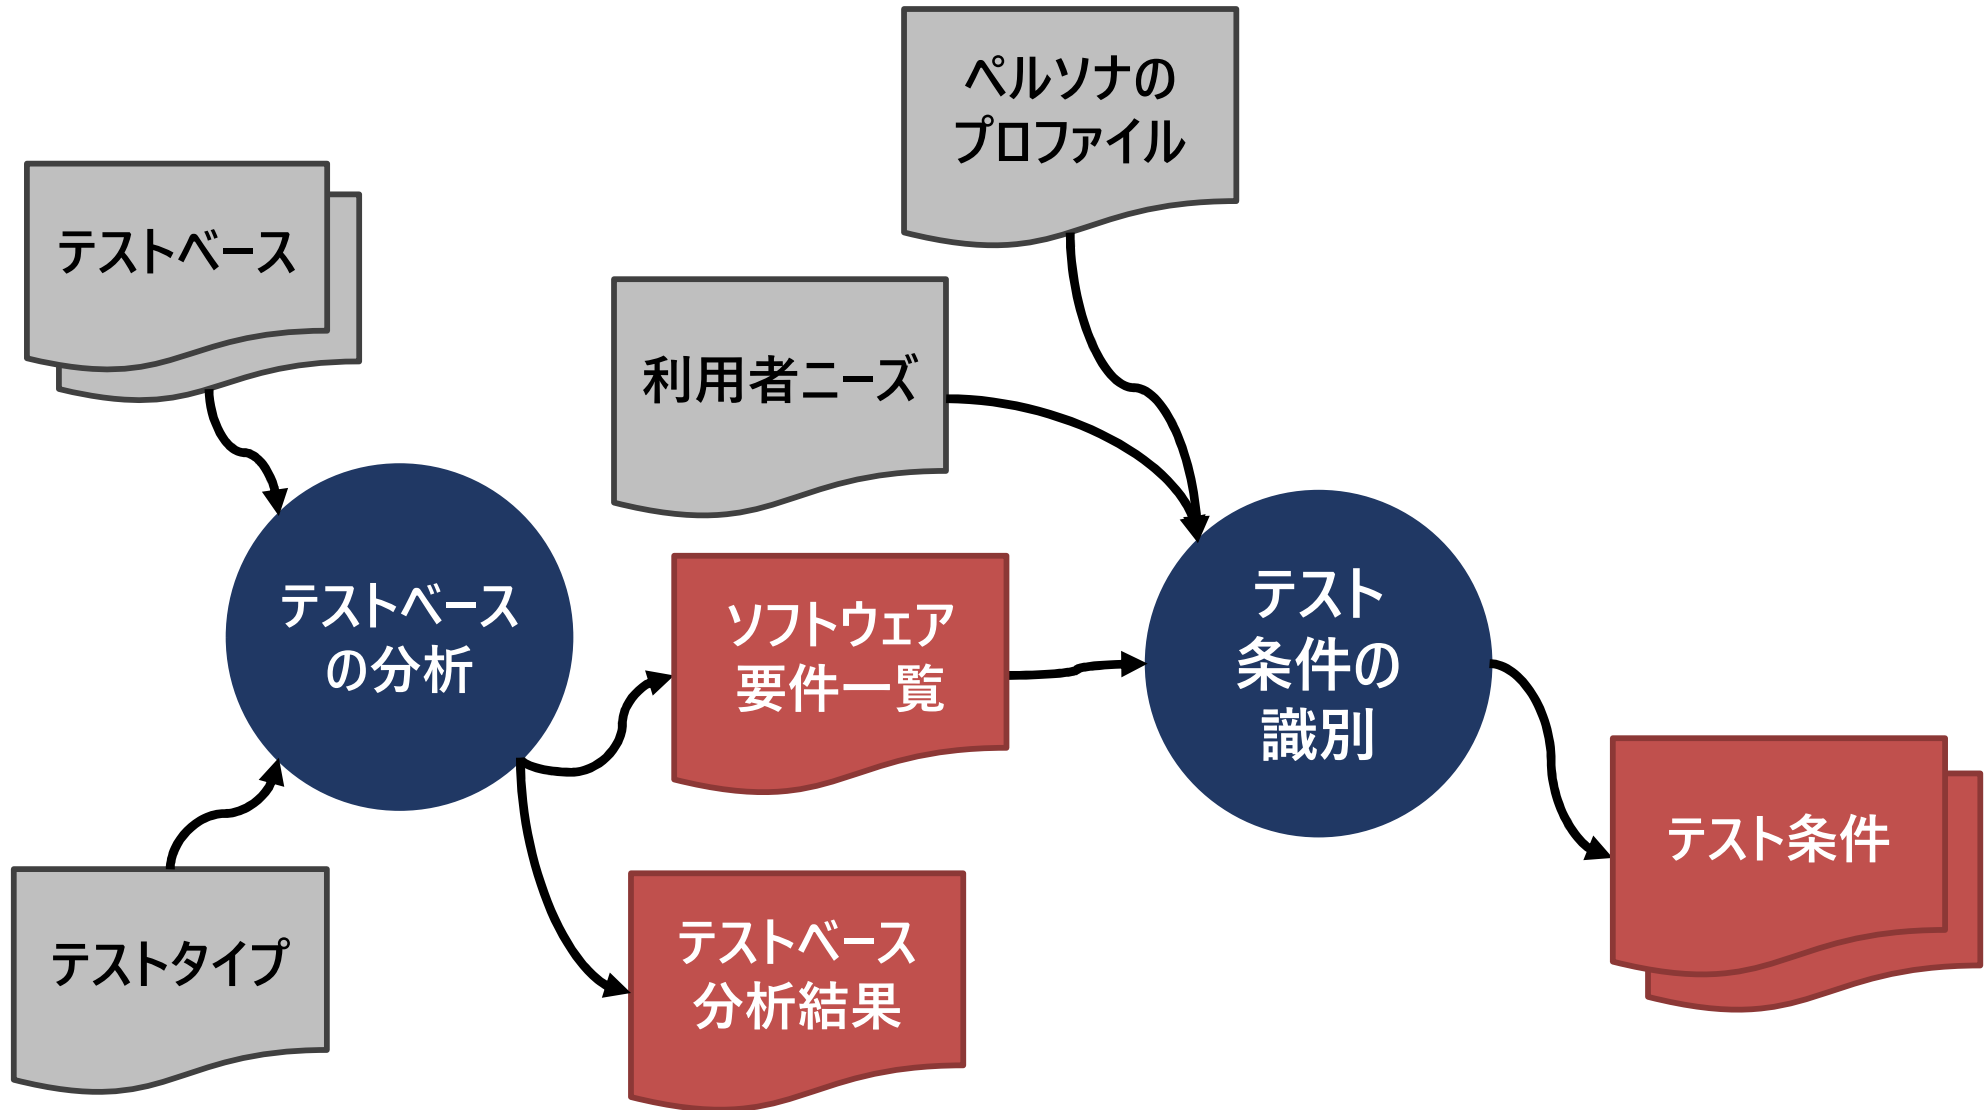 ペルソナの
プロファイル
テストベース
利用者ニーズ
テストベース
の分析
ソフトウェア
要件一覧
テスト
条件の
識別
テスト条件
テストタイプ
テストベース
分析結果